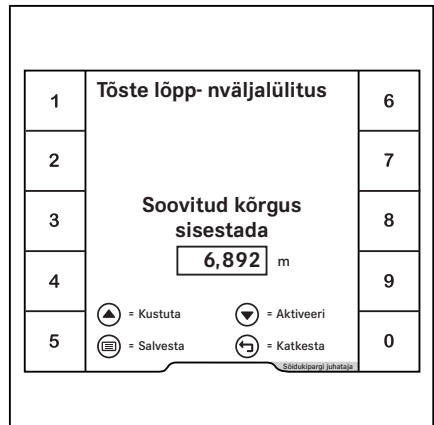 Tõste lõpp- nväljalülitus
1
6
2
7
Soovitud kõrgus
sisestada
3
8
6,892 m
4
9
= Kustuta
= Aktiveeri
5
= Salvesta
= Katkesta
0
Sõidukipargi juhataja